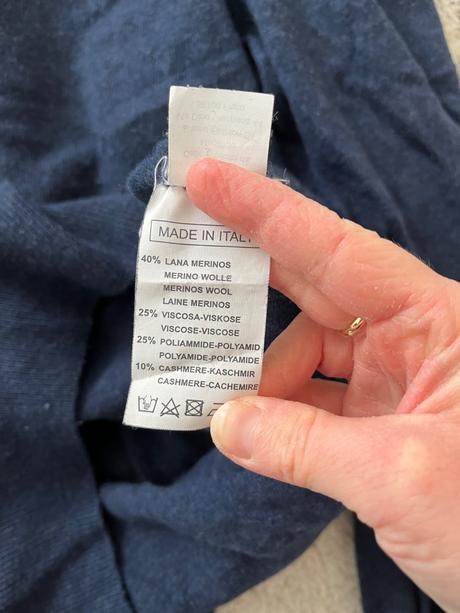 MADE IN ITALY
40% LANA MERINOS
MERINO WOLLE
MERINOS WOOL
LAINE MERINOS
25% VISCOSA-VISKOSE
VISCOSE-VISCOSE
25% POLIAMMIDE-POLYAMID
POLYAMIDE-POLYAMIDE
10% CASHMERE-KASCHMIR
CASHMERE-CACHEMIRE